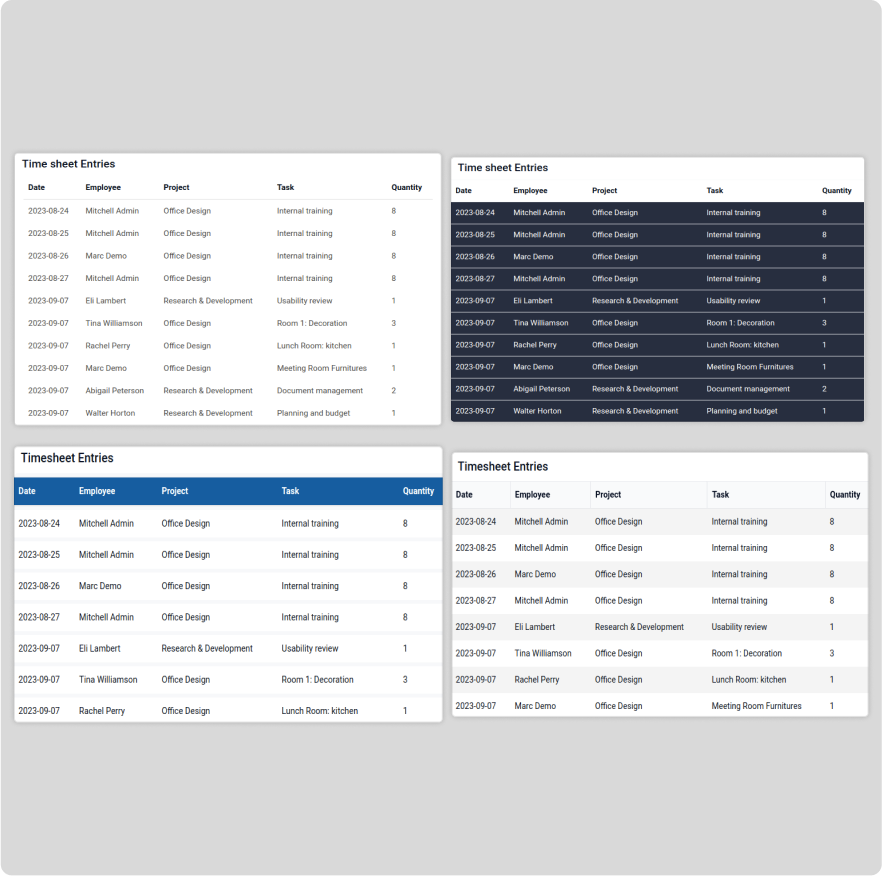 Time sheet Entries
Date Employee Project Task Quantity
2023-08-24 Mitchell Admin Office Design Internal training 8
2023-08-25 Mitchell Admin Office Design Internal training 8
2023-08-26 Marc Demo Office Design Internal training 8
2023-08-27 Mitchell Admin Office Design Internal training 8
2023-09-07 Eli Lambert Research & Development Usability review 1
2023-09-07 Tina Williamson Office Design Room 1: Decoration 3
2023-09-07 Rachel Perry Office Design Lunch Room: kitchen 1
2023-09-07 Marc Demo Office Design Meeting Room Furnitures 1
2023-09-07 Abigail Peterson Research & Development Document management 2
2023-09-07 Walter Horton Research & Development Planning and budget 1
Time sheet Entries
Date Employee Project Task Quantity
2023-08-24 Mitchell Admin Office Design Internal training 8
2023-08-25 Mitchell Admin Office Design Internal training 8
2023-08-26 Marc Demo Office Design Internal training 8
2023-08-27 Mitchell Admin Office Design Internal training 8
2023-09-07 Eli Lambert Research & Development Usability review 1
2023-09-07 Tina Williamson Office Design Room 1: Decoration 3
2023-09-07 Rachel Perry Office Design Lunch Room: kitchen 1
2023-09-07 Marc Demo Office Design Meeting Room Furnitures 1
2023-09-07 Abigail Peterson Research & Development Document management 2
2023-09-07 Walter Horton Research & Development Planning and budget 1
Timesheet Entries
Date Employee Project Task Quantity
2023-08-24 Mitchell Admin Office Design Internal training 8
2023-08-25 Mitchell Admin Office Design Internal training 8
2023-08-26 Marc Demo Office Design Internal training 8
2023-08-27 Mitchell Admin Office Design Internal training 8
2023-09-07 Eli Lambert Research & Development Usability review 1
2023-09-07 Tina Williamson Office Design Room 1: Decoration 3
2023-09-07 Rachel Perry Office Design Lunch Room: kitchen 1
Timesheet Entries
Date Employee Project Task Quantity
2023-08-24 Mitchell Admin Office Design Internal training 8
2023-08-25 Mitchell Admin Office Design Internal training 8
2023-08-26 Marc Demo Office Design Internal training 8
2023-08-27 Mitchell Admin Office Design Internal training 8
2023-09-07 Eli Lambert Research & Development Usability review 1
2023-09-07 Tina Williamson Office Design Room 1: Decoration 3
2023-09-07 Rachel Perry Office Design Lunch Room: kitchen 1
2023-09-07 Marc Demo Office Design Meeting Room Furnitures 1